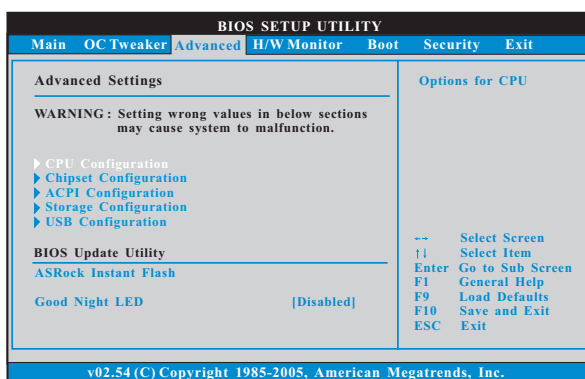 BIOS SETUP UTILITY
Main OC Tweaker Advanced H/W Monitor Boot Security Exit
Advanced Settings
WARNING : Setting wrong values in below sections
may cause system to malfunction.
CPU Configuration
Chipset Configuration
ACPI Configuration
Storage Configuration
USB Configuration
BIOS Update Utility
ASRock Instant Flash
Good Night LED [Disabled]
Options for CPU
←→ Select Screen
↑↓ Select Item
Enter Go to Sub Screen
F1 General Help
F9 Load Defaults
F10 Save and Exit
ESC Exit
v02.54 (C) Copyright 1985-2005, American Megatrends, Inc.